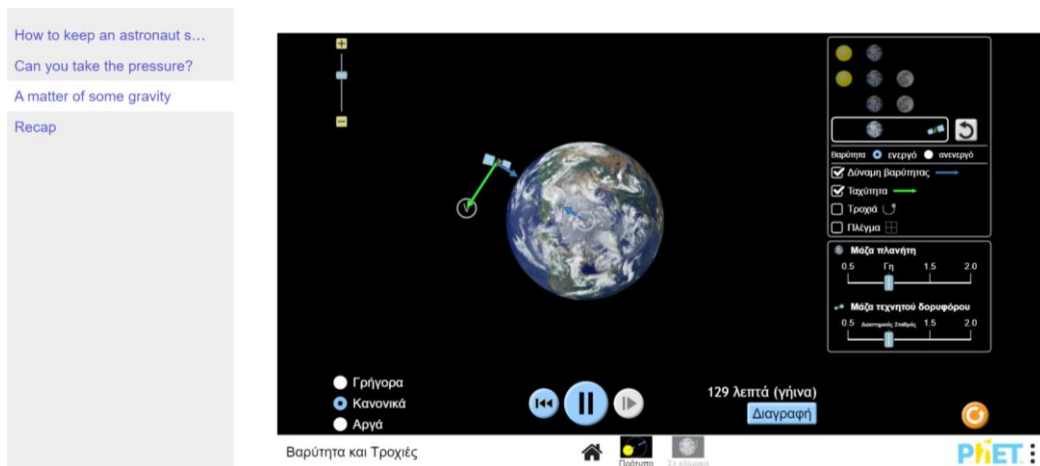 How to keep an astronaut s...
Can you take the pressure?
A matter of some gravity
Recap
Βαρύτητα ενεργό ανενεργό
Δύναμη βαρύτητας
Ταχύτητα
Τροχιά
Πλέγμα
V
Μάζα πλανήτη
0.5 Γη 1.5 2.0
Μάζα τεχνητού δορυφόρου
0.5 Διαστημικός Σταθμός 1.5 2.0
Γρήγορα
Κανονικά
Αργά
129 λεπτά (γήινα)
Διαγραφή
Βαρύτητα και Τροχιές
Πρότυπο
Σε κλίμακα
PhET